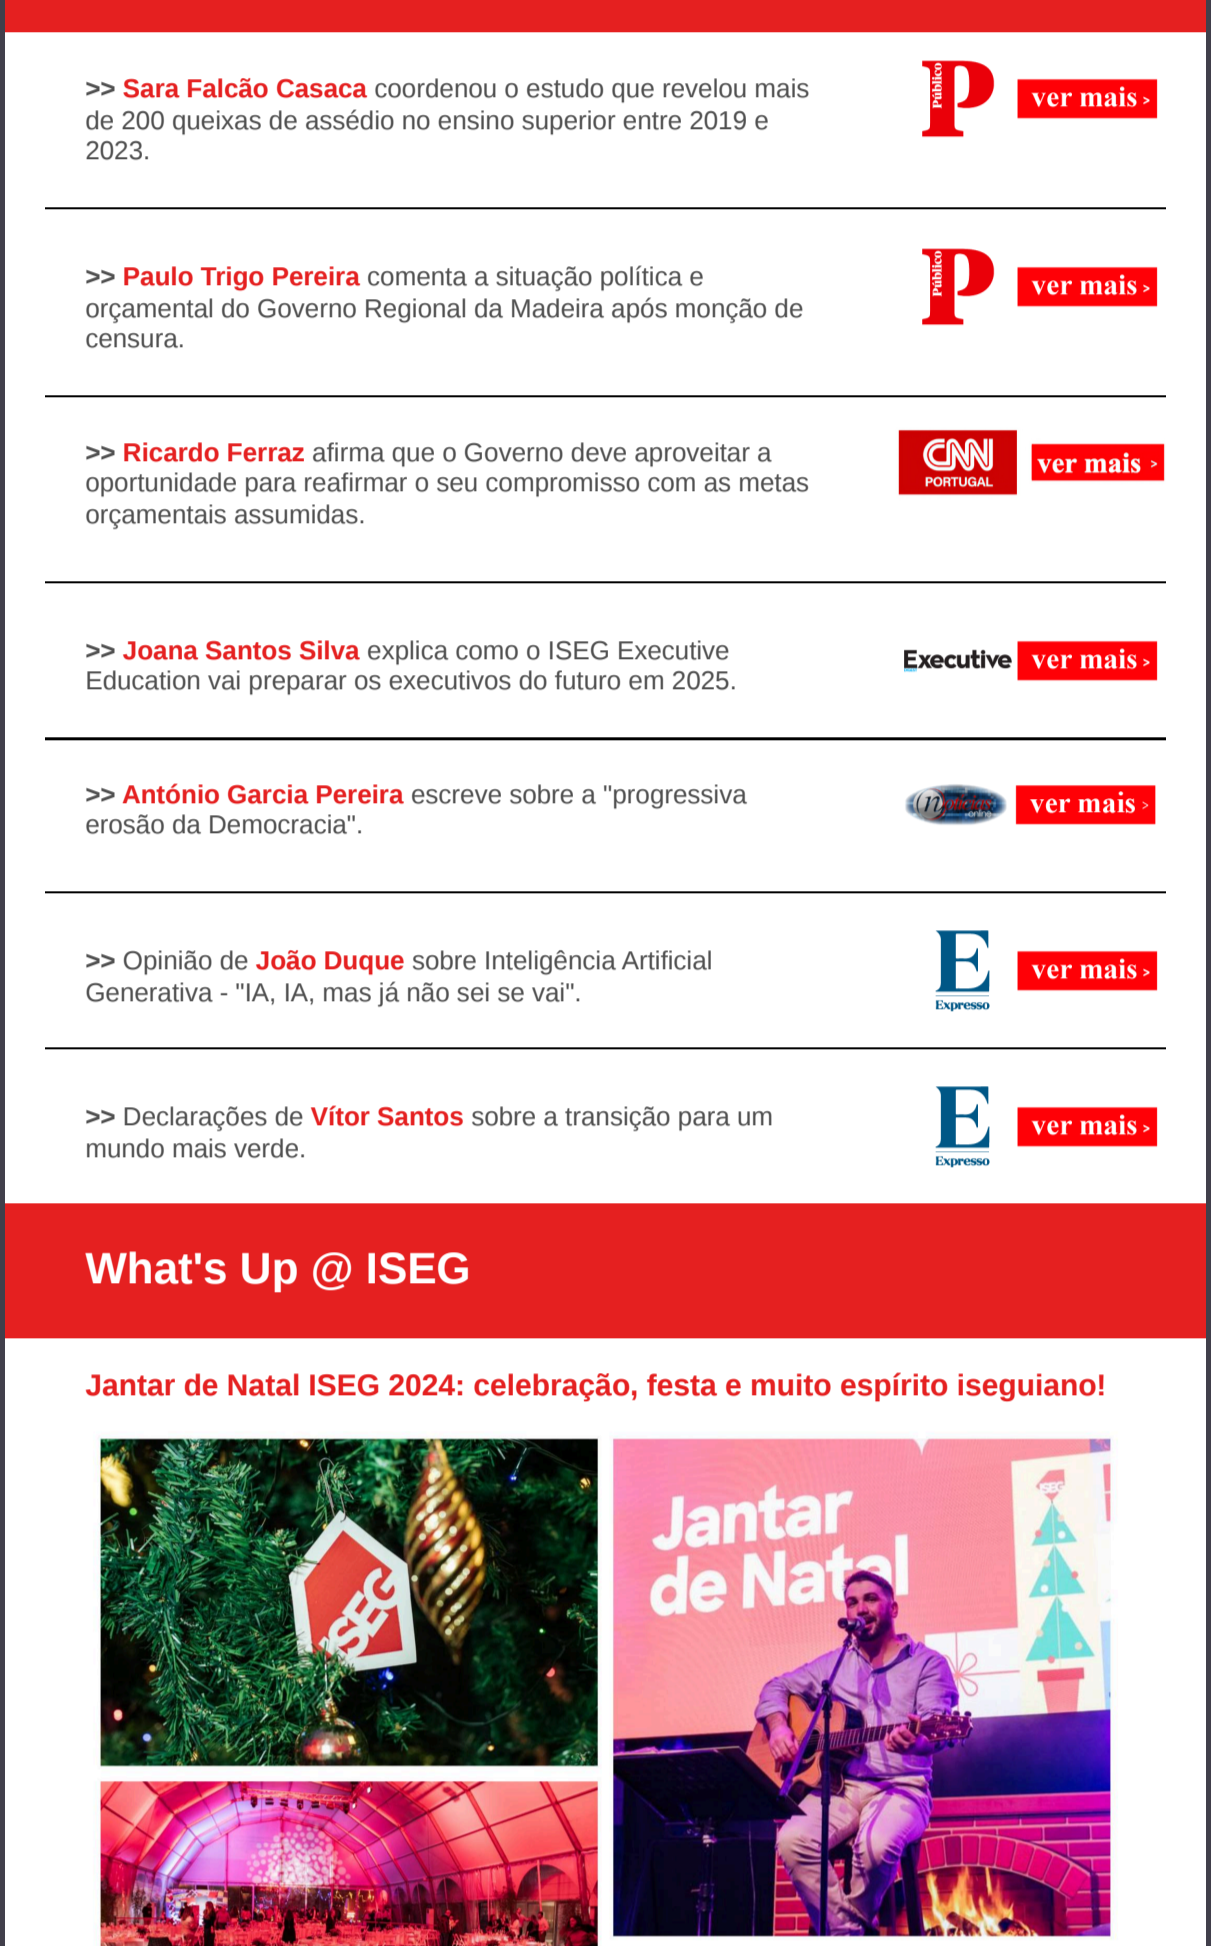 >> Sara Falcão Casaca coordenou o estudo que revelou mais
de 200 queixas de assédio no ensino superior entre 2019 e
2023.
Público
ver mais >
>> Paulo Trigo Pereira comenta a situação política e
orçamental do Governo Regional da Madeira após monção de
censura.
Público
ver mais >
>> Ricardo Ferraz afirma que o Governo deve aproveitar a
oportunidade para reafirmar o seu compromisso com as metas
orçamentais assumidas.
CNN
PORTUGAL
ver mais >
>> Joana Santos Silva explica como o ISEG Executive
Education vai preparar os executivos do futuro em 2025.
Executive
ver mais >
>> António Garcia Pereira escreve sobre a "progressiva
erosão da Democracia".
Notícias
online
ver mais >
>> Opinião de João Duque sobre Inteligência Artificial
Generativa - "IA, IA, mas já não sei se vai".
E
Expresso
ver mais >
>> Declarações de Vítor Santos sobre a transição para um
mundo mais verde.
E
Expresso
ver mais >
What's Up @ ISEG
Jantar de Natal ISEG 2024: celebração, festa e muito espírito iseguiano!
ISEG
Jantar
de Natal
ISEG